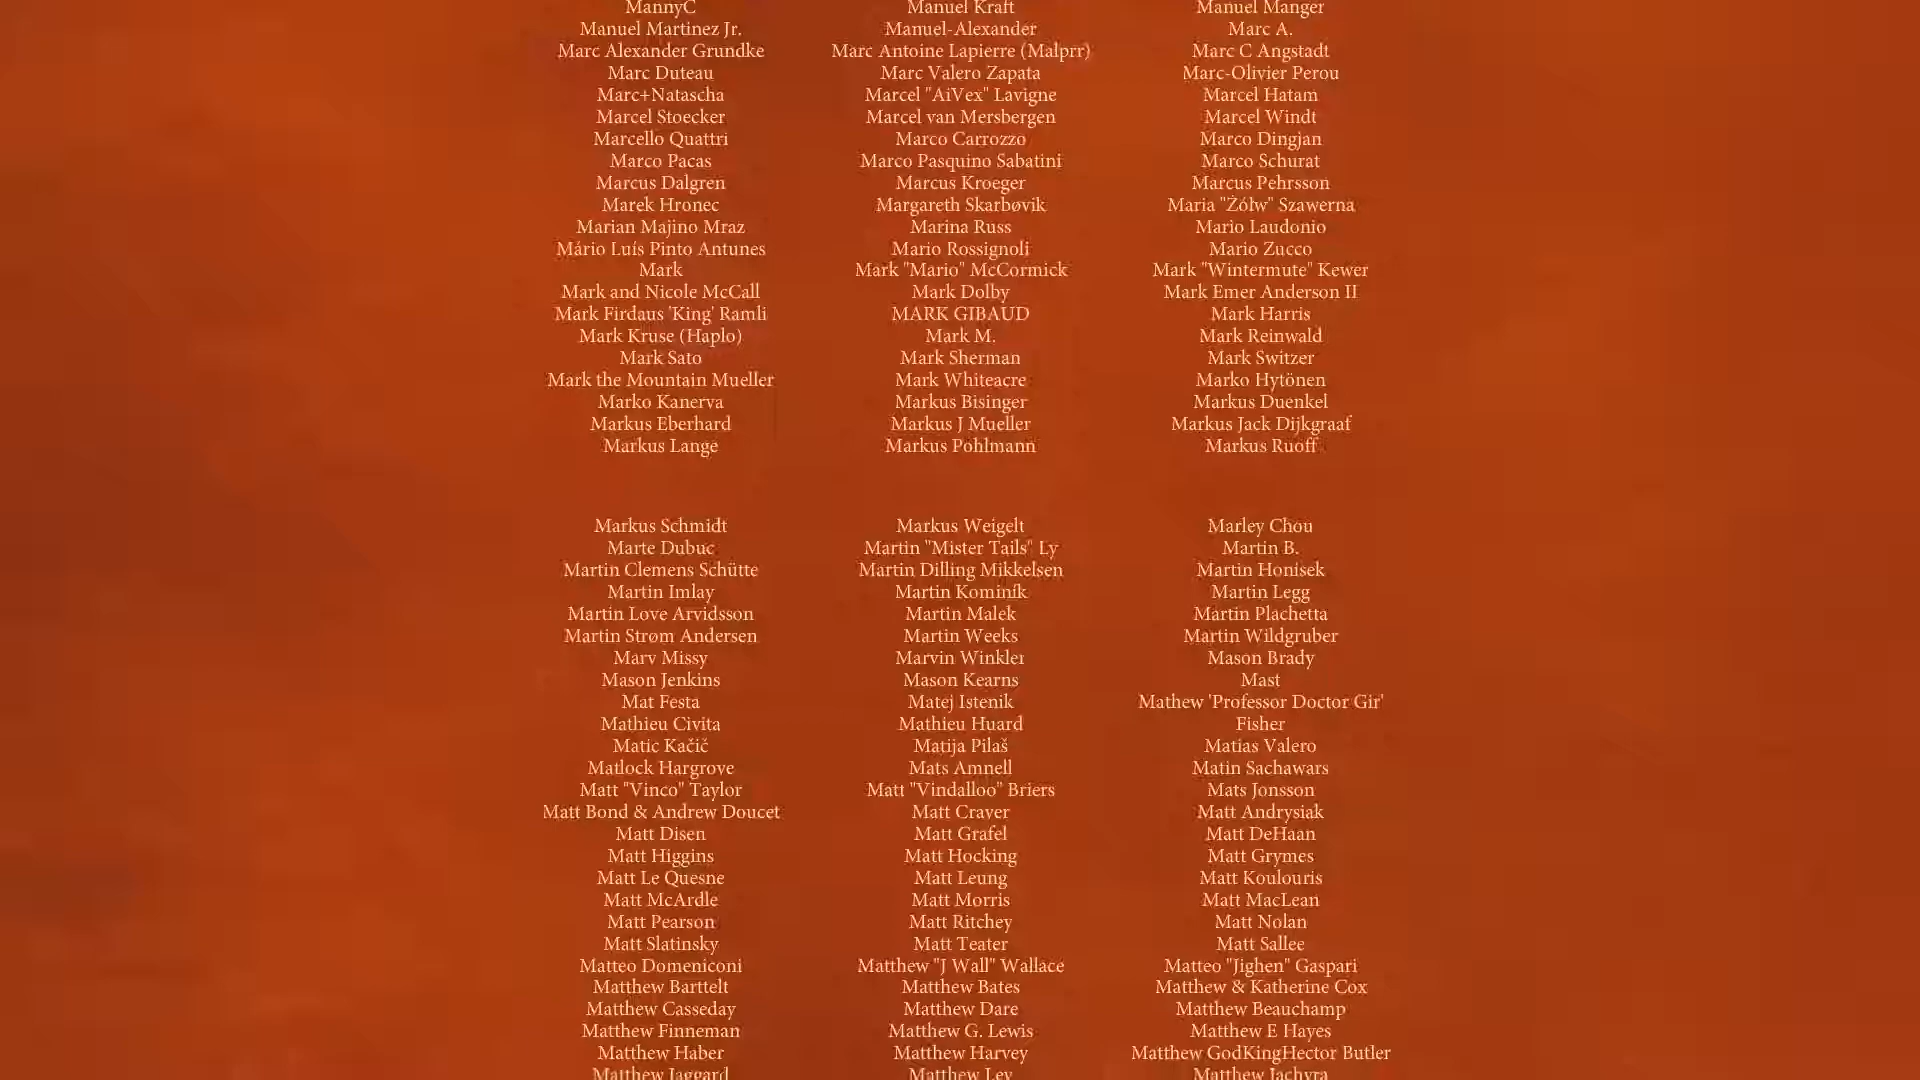 MannyC Manuel Kraft Manuel Manger
Manuel Martinez Jr. Manuel-Alexander Marc A.
Marc Alexander Grundke Marc Antoine Lapierre (Malprr) Marc C Angstadt
Marc Duteau Marc Valero Zapata Marc-Olivier Perou
Marc+Natascha Marcel "AiVex" Lavigne Marcel Hatam
Marcel Stoecker Marcel van Mersbergen Marcel Windt
Marcello Quattri Marco Carrozzo Marco Dingjan
Marco Pacas Marco Pasquino Sabatini Marco Schurat
Marcus Dalgren Marcus Kroeger Marcus Pehrsson
Marek Hronec Margareth Skarbøvik Maria "Żółw" Szawerna
Marian Majino Mraz Marina Russ Mario Laudonio
Mário Luís Pinto Antunes Mario Rossignoli Mario Zucco
Mark Mark "Mario" McCormick Mark "Wintermute" Kewer
Mark and Nicole McCall Mark Dolby Mark Emer Anderson II
Mark Firdaus 'King' Ramli MARK GIBAUD Mark Harris
Mark Kruse (Haplo) Mark M. Mark Reinwald
Mark Sato Mark Sherman Mark Switzer
Mark the Mountain Mueller Mark Whiteacre Marko Hytönen
Marko Kanerva Markus Bisinger Markus Duenkel
Markus Eberhard Markus J Mueller Markus Jack Dijkgraaf
Markus Lange Markus Pohlmann Markus Ruoff
Markus Schmidt Markus Weigelt Marley Chou
Marte Dubuc Martin "Mister Tails" Ly Martin B.
Martin Clemens Schütte Martin Dilling Mikkelsen Martin Honisek
Martin Imlay Martin Kominík Martin Legg
Martin Love Arvidsson Martin Malek Martin Plachetta
Martin Strøm Andersen Martin Weeks Martin Wildgruber
Marv Missy Marvin Winkler Mason Brady
Mason Jenkins Mason Kearns Mast
Mat Festa Matej Istenik Mathew 'Professor Doctor Gir'
Mathieu Civita Mathieu Huard Fisher
Matic Kačič Matija Pilaš Matias Valero
Matlock Hargrove Mats Amnell Matin Sachawars
Matt "Vinco" Taylor Matt "Vindalloo" Briers Mats Jonsson
Matt Bond & Andrew Doucet Matt Craver Matt Andrysiak
Matt Disen Matt Grafel Matt DeHaan
Matt Higgins Matt Hocking Matt Grymes
Matt Le Quesne Matt Leung Matt Koulouris
Matt McArdle Matt Morris Matt MacLean
Matt Pearson Matt Ritchey Matt Nolan
Matt Slatinsky Matt Teater Matt Sallee
Matteo Domeniconi Matthew "J Wall" Wallace Matteo "Jighen" Gaspari
Matthew Barttelt Matthew Bates Matthew & Katherine Cox
Matthew Casseday Matthew Dare Matthew Beauchamp
Matthew Finneman Matthew G. Lewis Matthew E Hayes
Matthew Haber Matthew Harvey Matthew GodKingHector Butler
Matthew Jaggard Matthew Ley Matthew Jachyra